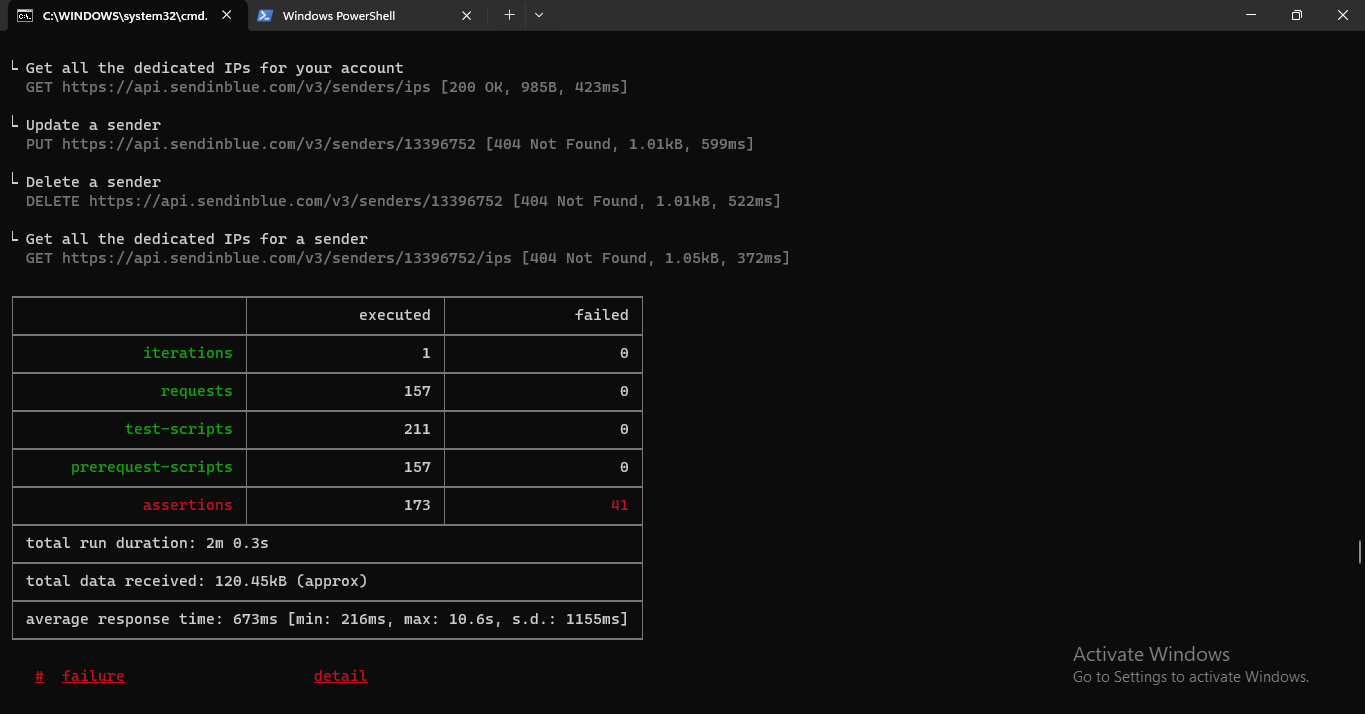 C:\WINDOWS\system32\cmd.
Windows PowerShell
└ Get all the dedicated IPs for your account
GET https://api.sendinblue.com/v3/senders/ips [200 OK, 985B, 423ms]
└ Update a sender
PUT https://api.sendinblue.com/v3/senders/13396752 [404 Not Found, 1.01kB, 599ms]
└ Delete a sender
DELETE https://api.sendinblue.com/v3/senders/13396752 [404 Not Found, 1.01kB, 522ms]
└ Get all the dedicated IPs for a sender
GET https://api.sendinblue.com/v3/senders/13396752/ips [404 Not Found, 1.05kB, 372ms]
executed failed
iterations 1 0
requests 157 0
test-scripts 211 0
prerequest-scripts 157 0
assertions 173 41
total run duration: 2m 0.3s
total data received: 120.45kB (approx)
average response time: 673ms [min: 216ms, max: 10.6s, s.d.: 1155ms]
# failure detail
Activate Windows
Go to Settings to activate Windows.